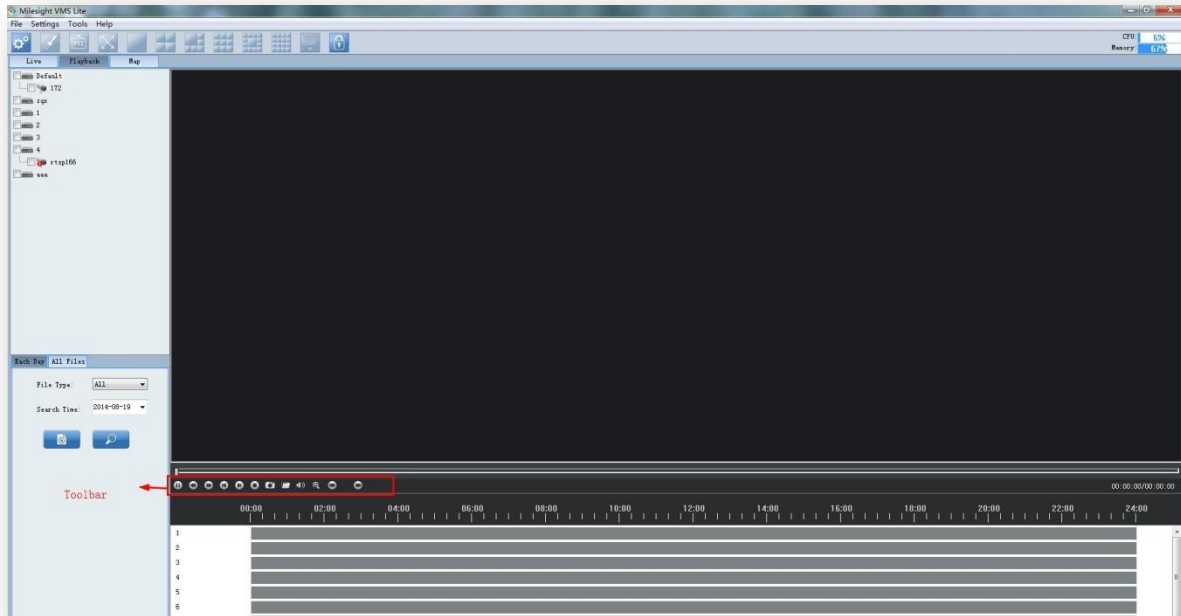 Milesight VMS Lite
File Settings Tools Help
CPU: 6%
Memory: 67%
Live Playback Map
Default
172
zqz
1
2
3
4
rtsp166
aaa
Each Day All Files
File Type: All
Search Time: 2014-08-19
Toolbar
00:00:00/00:00:00
00:00 02:00 04:00 06:00 08:00 10:00 12:00 14:00 16:00 18:00 20:00 22:00 24:00
1
2
3
4
5
6